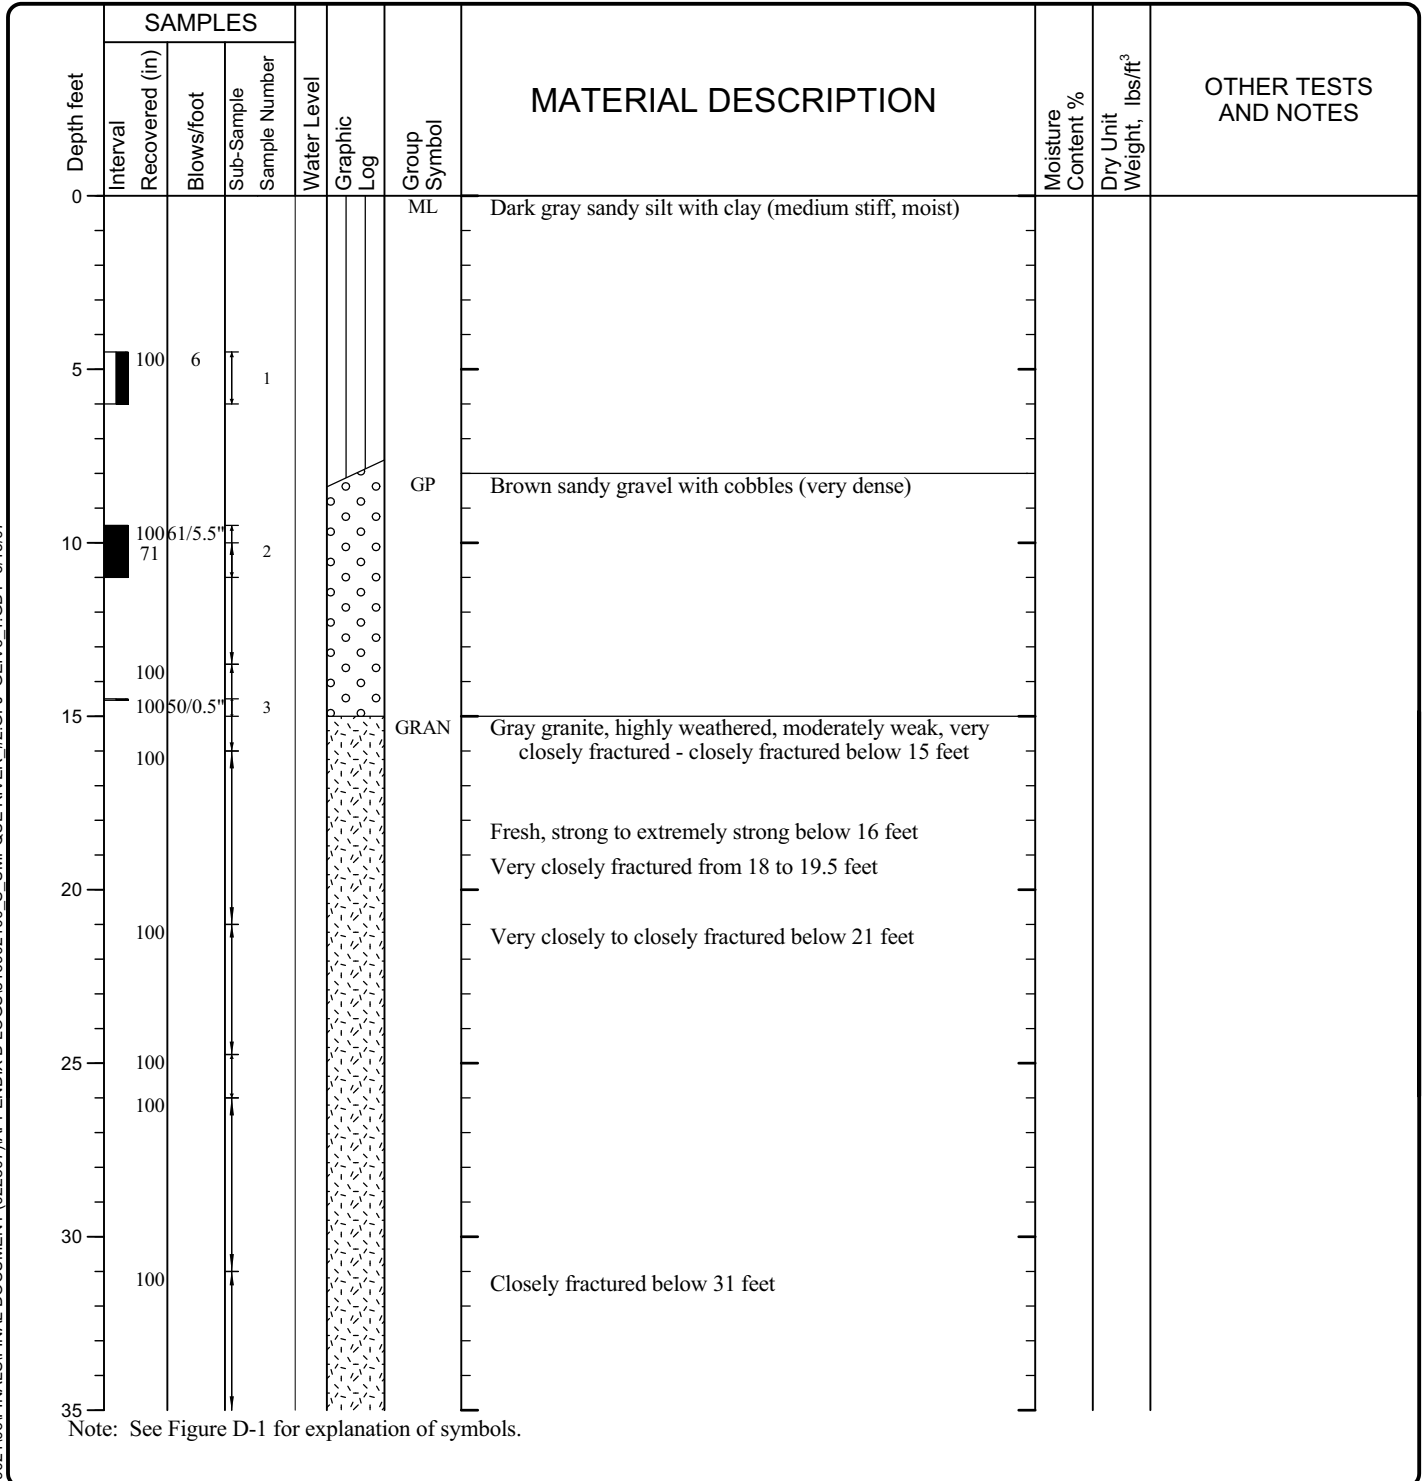 SAMPLES
Depth feet
Interval
Recovered (in)
Blows/foot
Sub-Sample
Sample Number
Water Level
Graphic
Log
Group
Symbol
MATERIAL DESCRIPTION
Moisture
Content %
Dry Unit
Weight, lbs/ft³
OTHER TESTS
AND NOTES
0
ML
Dark gray sandy silt with clay (medium stiff, moist)
100
6
5
1
GP
Brown sandy gravel with cobbles (very dense)
100
61/5.5"
10
71
2
100
100
50/0.5"
3
15
GRAN
Gray granite, highly weathered, moderately weak, very
closely fractured - closely fractured below 15 feet
100
Fresh, strong to extremely strong below 16 feet
Very closely fractured from 18 to 19.5 feet
20
100
Very closely to closely fractured below 21 feet
25
100
100
30
100
Closely fractured below 31 feet
35
Note: See Figure D-1 for explanation of symbols.